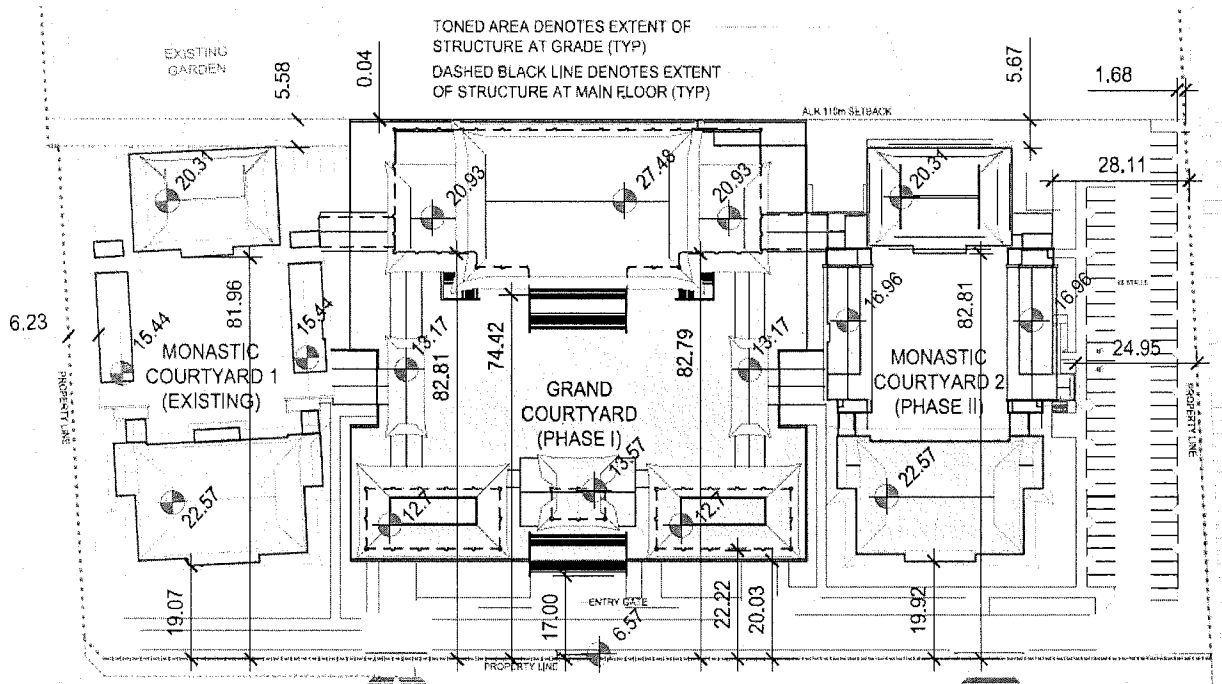 TONED AREA DENOTES EXTENT OF
STRUCTURE AT GRADE (TYP)
DASHED BLACK LINE DENOTES EXTENT
OF STRUCTURE AT MAIN FLOOR (TYP)
EXISTING
GARDEN
5.58
0.04
5.67
1.68
ALR 110m SETBACK
20.31
20.93
27.48
20.93
20.31
28.11
6.23
15.44
81.96
15.44
13.17
82.81
74.42
82.79
13.17
16.96
82.81
16.96
24.95
MONASTIC
COURTYARD 1
(EXISTING)
GRAND
COURTYARD
(PHASE I)
MONASTIC
COURTYARD 2
(PHASE II)
PROPERTY LINE
PROPERTY LINE
22.57
12.7
13.57
12.7
22.57
19.07
17.00
ENTRY GATE
6.57
22.22
20.03
19.92
PROPERTY LINE